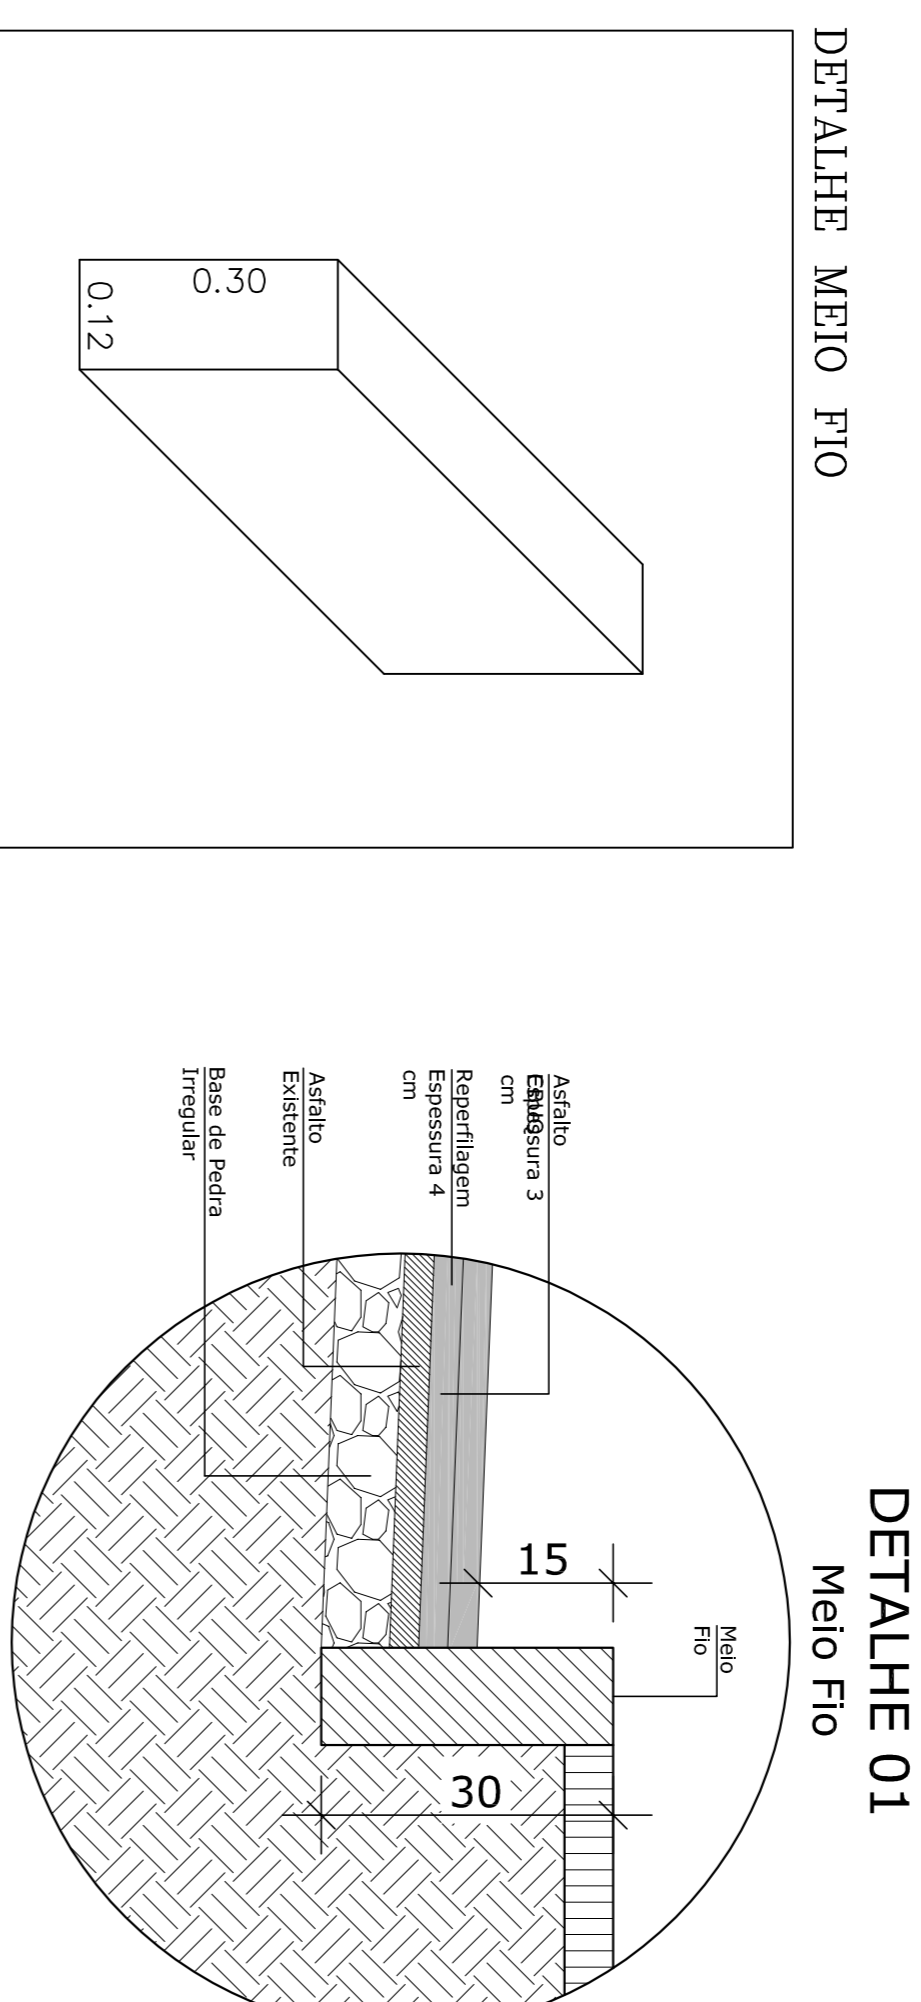 DETALHE MEIO FIO
0.30
0.12
DETALHE 01
Meio Fio
Meio
Fio
15
30
Asfalto
Espessura 3
cm
Reperfilagem
Espessura 4
cm
Asfalto
Existente
Base de Pedra
Irregular